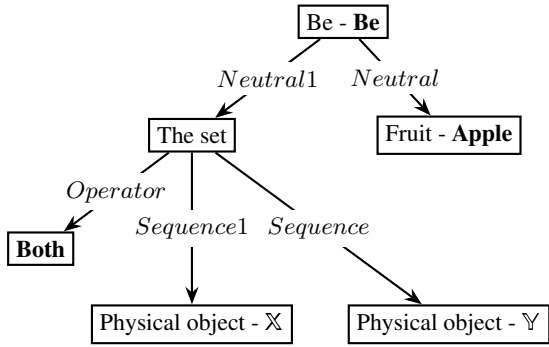 Be - Be
Neutral1 Neutral
The set
Fruit - Apple
Operator
Sequence1 Sequence
Both
Physical object - 𝕏
Physical object - 𝕐